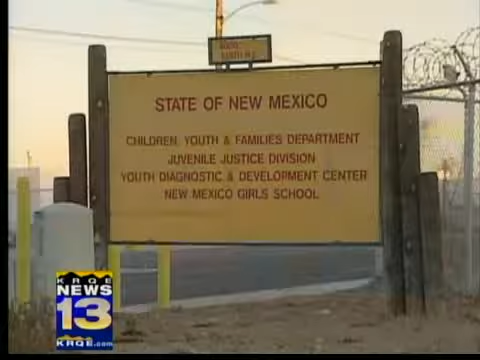 STATE OF NEW MEXICO
CHILDREN, YOUTH & FAMILIES DEPARTMENT
JUVENILE JUSTICE DIVISION
YOUTH DIAGNOSTIC & DEVELOPMENT CENTER
NEW MEXICO GIRLS SCHOOL
KRQE
NEWS
13
KRQE.com